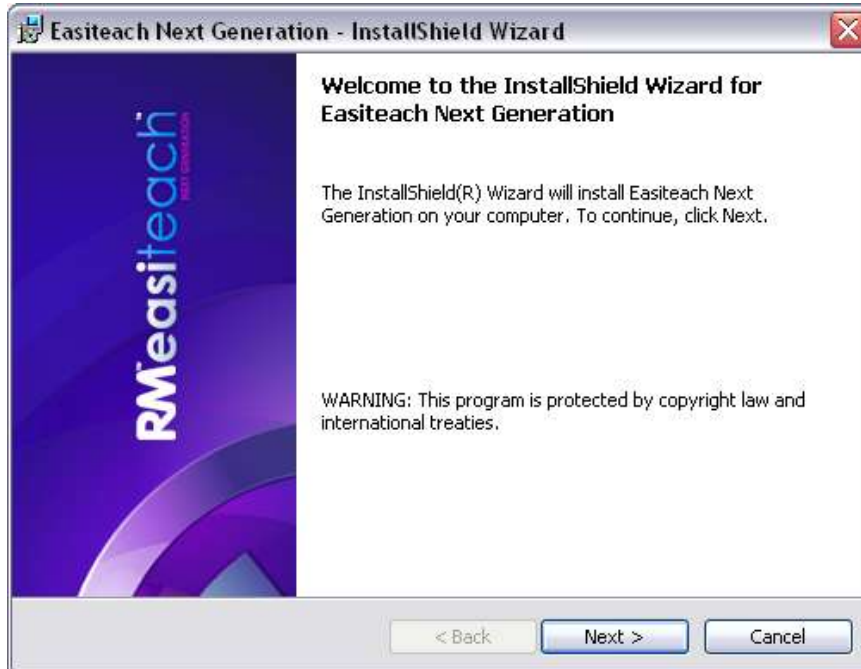 Easiteach Next Generation - InstallShield Wizard
RM easiteach™
NEXT GENERATION
Welcome to the InstallShield Wizard for
Easiteach Next Generation
The InstallShield(R) Wizard will install Easiteach Next
Generation on your computer. To continue, click Next.
WARNING: This program is protected by copyright law and
international treaties.
< Back
Next >
Cancel